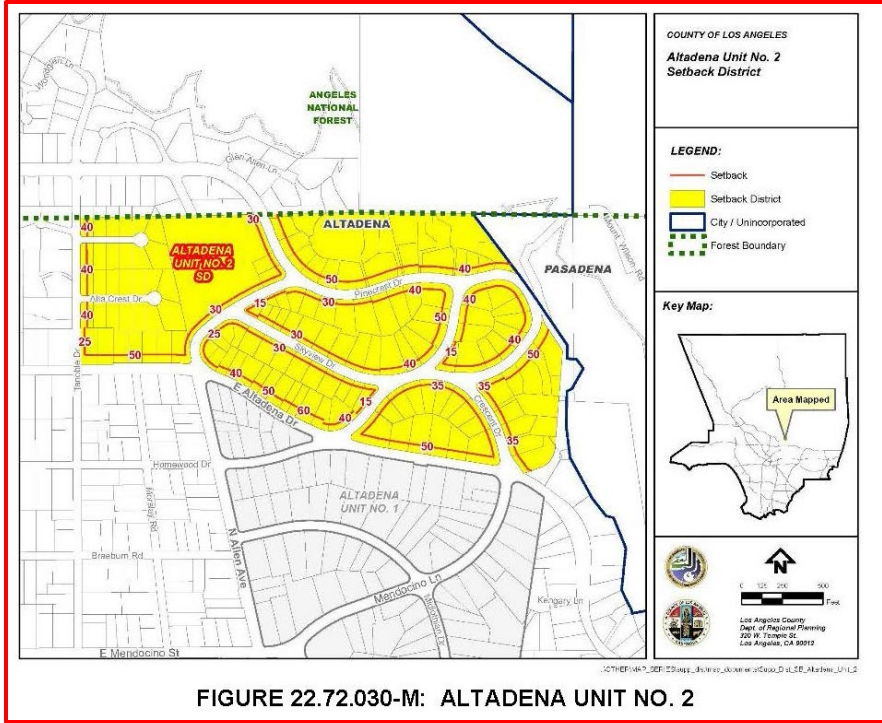 COUNTY OF LOS ANGELES
Altadena Unit No. 2
Setback District
LEGEND:
Setback
Setback District
City / Unincorporated
Forest Boundary
Key Map:
Area Mapped
N
0 125 250 500
Feet
Los Angeles County
Dept. of Regional Planning
320 W. Temple St.
Los Angeles, CA 90012
ANGELES
NATIONAL
FOREST
Glen Allen Ln
Mount Wilson Rd
ALTADENA
PASADENA
ALTADENA
UNIT NO. 2
SD
40
30
40
50
Pinecrest Dr
40
Alta Crest Dr
30
15
30
40
50
40
25
25
30
Skyview Dr
30
15
40
50
50
Tanoble Dr
40
50
60
E Altadena Dr
40
15
35
35
Crescent Dr
50
35
Homewood Dr
ALTADENA
UNIT NO. 1
Braeburn Rd
N Allen Ave
Mendocino Ln
Kengary Ln
E Mendocino St
FIGURE 22.72.030-M: ALTADENA UNIT NO. 2